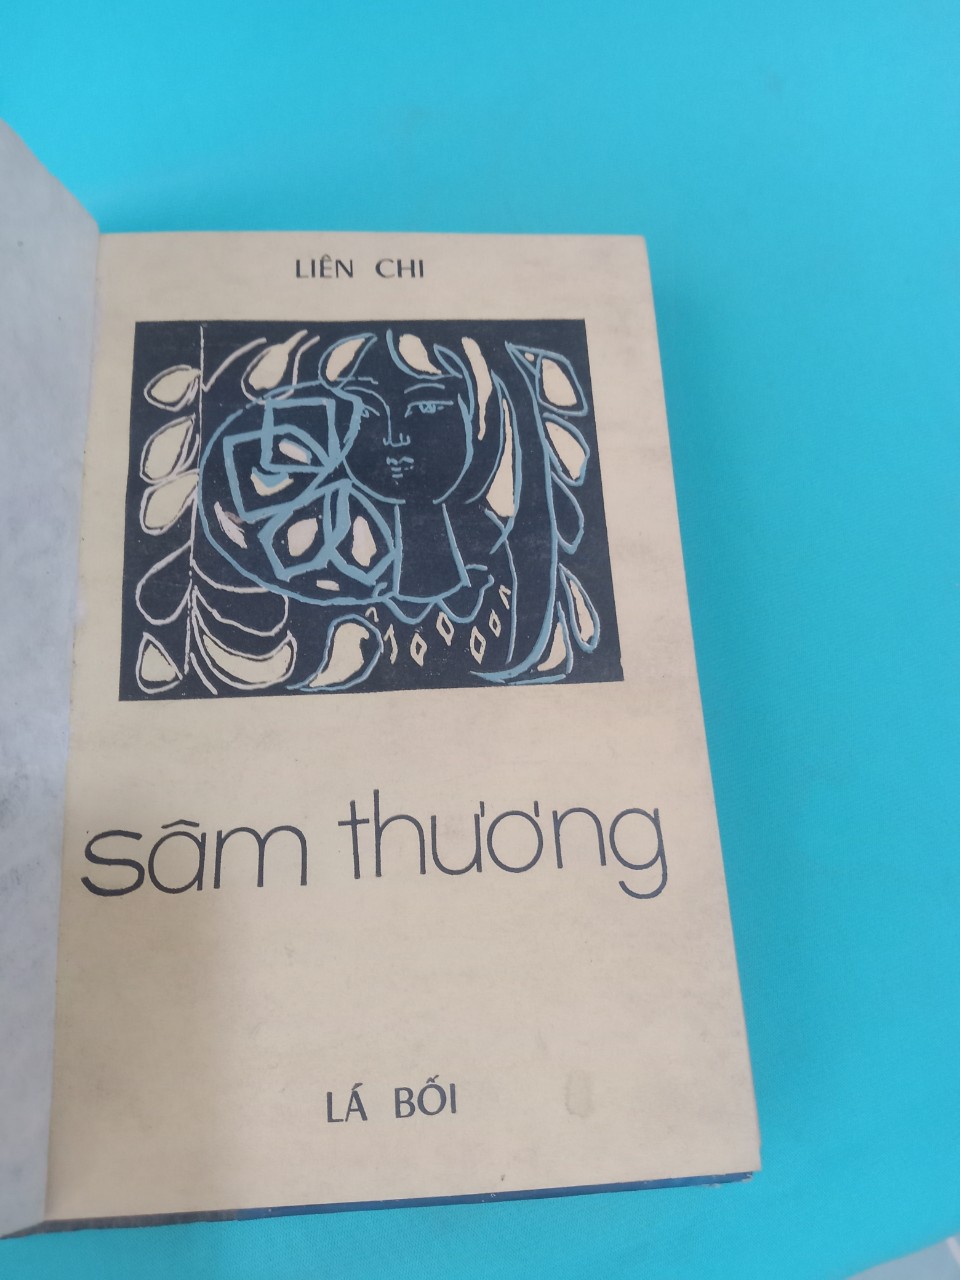 LIÊN CHI
sâm thương
LÁ BỐI